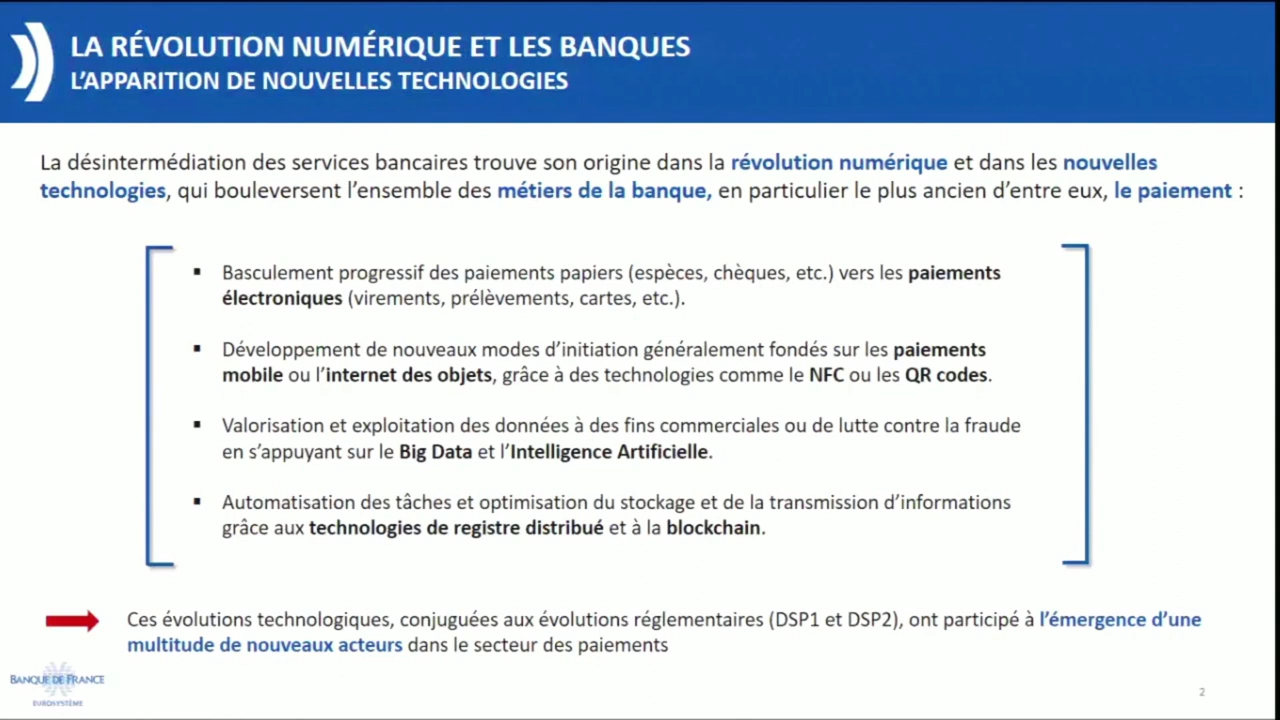 LA RÉVOLUTION NUMÉRIQUE ET LES BANQUES
L'APPARITION DE NOUVELLES TECHNOLOGIES
La désintermédiation des services bancaires trouve son origine dans la révolution numérique et dans les nouvelles
technologies, qui bouleversent l'ensemble des métiers de la banque, en particulier le plus ancien d'entre eux, le paiement :
▪ Basculement progressif des paiements papiers (espèces, chèques, etc.) vers les paiements
électroniques (virements, prélèvements, cartes, etc.).
▪ Développement de nouveaux modes d'initiation généralement fondés sur les paiements
mobile ou l'internet des objets, grâce à des technologies comme le NFC ou les QR codes.
▪ Valorisation et exploitation des données à des fins commerciales ou de lutte contre la fraude
en s'appuyant sur le Big Data et l'Intelligence Artificielle.
▪ Automatisation des tâches et optimisation du stockage et de la transmission d'informations
grâce aux technologies de registre distribué et à la blockchain.
Ces évolutions technologiques, conjuguées aux évolutions réglementaires (DSP1 et DSP2), ont participé à l'émergence d'une
multitude de nouveaux acteurs dans le secteur des paiements
BANQUE DE FRANCE
EUROSYSTÈME
2